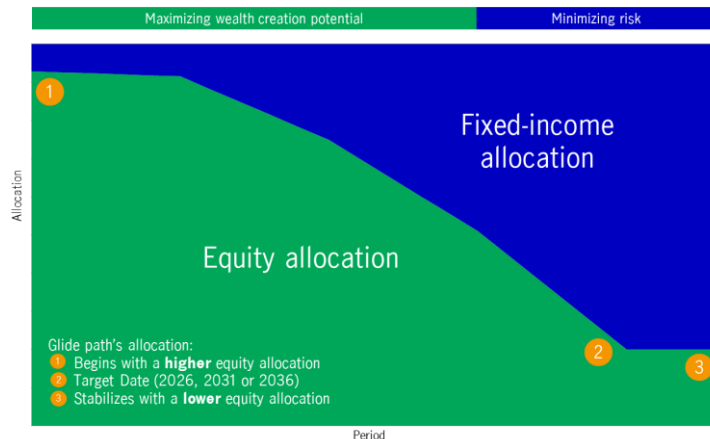 Maximizing wealth creation potential
Minimizing risk
1
Fixed-income
allocation
Allocation
Equity allocation
Glide path's allocation:
1 Begins with a higher equity allocation
2 Target Date (2026, 2031 or 2036)
3 Stabilizes with a lower equity allocation
2
3
Period